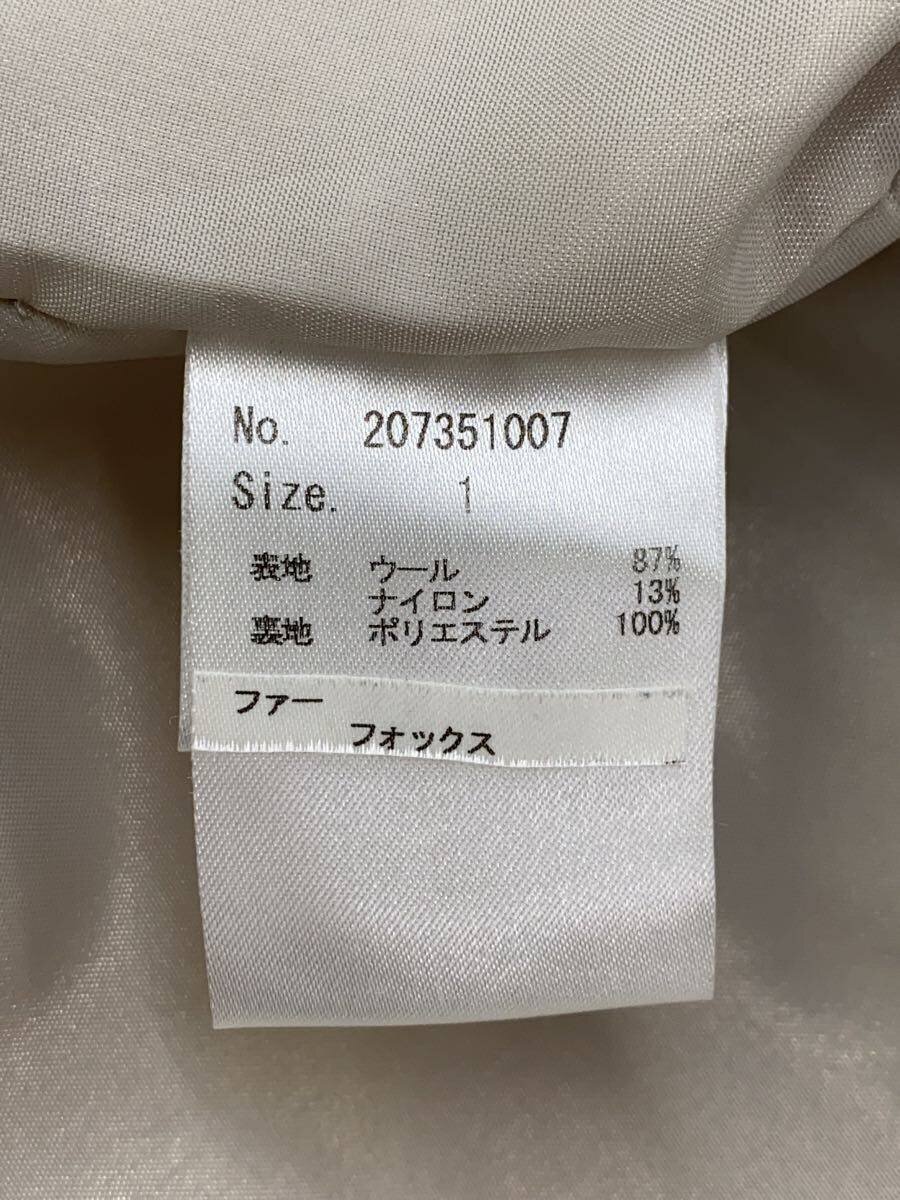 No. 207351007
Size. 1
表地 ウール 87%
ナイロン 13%
裏地 ポリエステル 100%
ファー
フォックス